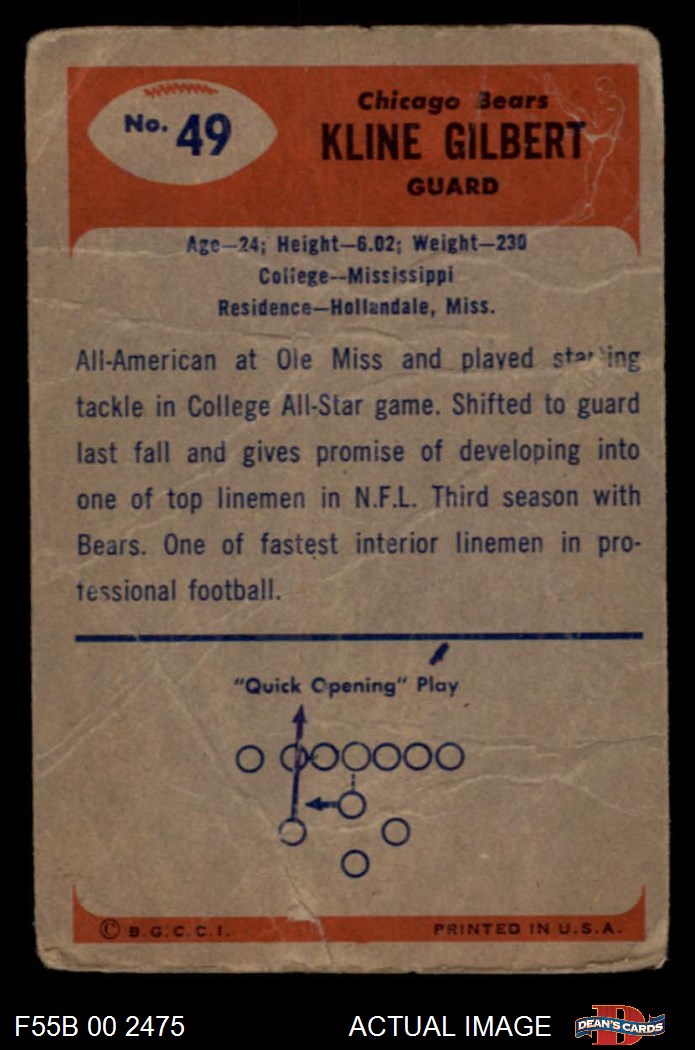 No. 49
Chicago Bears
KLINE GILBERT
GUARD
Age—24; Height—6.02; Weight—230
College--Mississippi
Residence—Hollandale, Miss.
All-American at Ole Miss and played starting
tackle in College All-Star game. Shifted to guard
last fall and gives promise of developing into
one of top linemen in N.F.L. Third season with
Bears. One of fastest interior linemen in pro-
fessional football.
"Quick Opening" Play
© B.G.C.C.I.
PRINTED IN U.S.A.
F55B 00 2475
ACTUAL IMAGE
D
DEAN'S CARDS